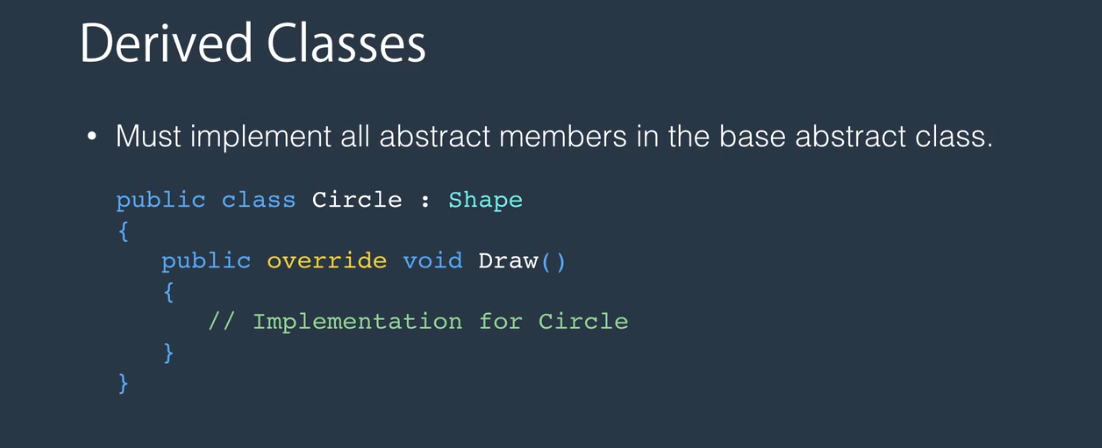 Derived Classes
• Must implement all abstract members in the base abstract class.
public class Circle : Shape
{
   public override void Draw()
   {
      // Implementation for Circle
   }
}